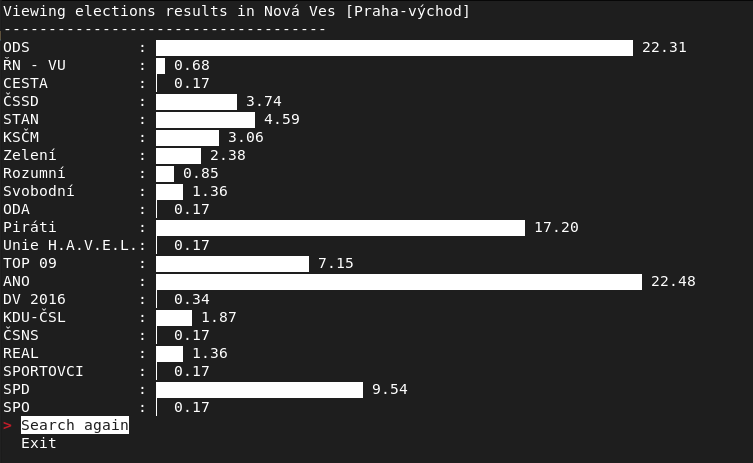 Viewing elections results in Nová Ves [Praha-východ]
------------------------------------
ODS : 22.31
ŘN - VU : 0.68
CESTA : 0.17
ČSSD : 3.74
STAN : 4.59
KSČM : 3.06
Zelení : 2.38
Rozumní : 0.85
Svobodní : 1.36
ODA : 0.17
Piráti : 17.20
Unie H.A.V.E.L.: 0.17
TOP 09 : 7.15
ANO : 22.48
DV 2016 : 0.34
KDU-ČSL : 1.87
ČSNS : 0.17
REAL : 1.36
SPORTOVCI : 0.17
SPD : 9.54
SPO : 0.17
> Search again
Exit